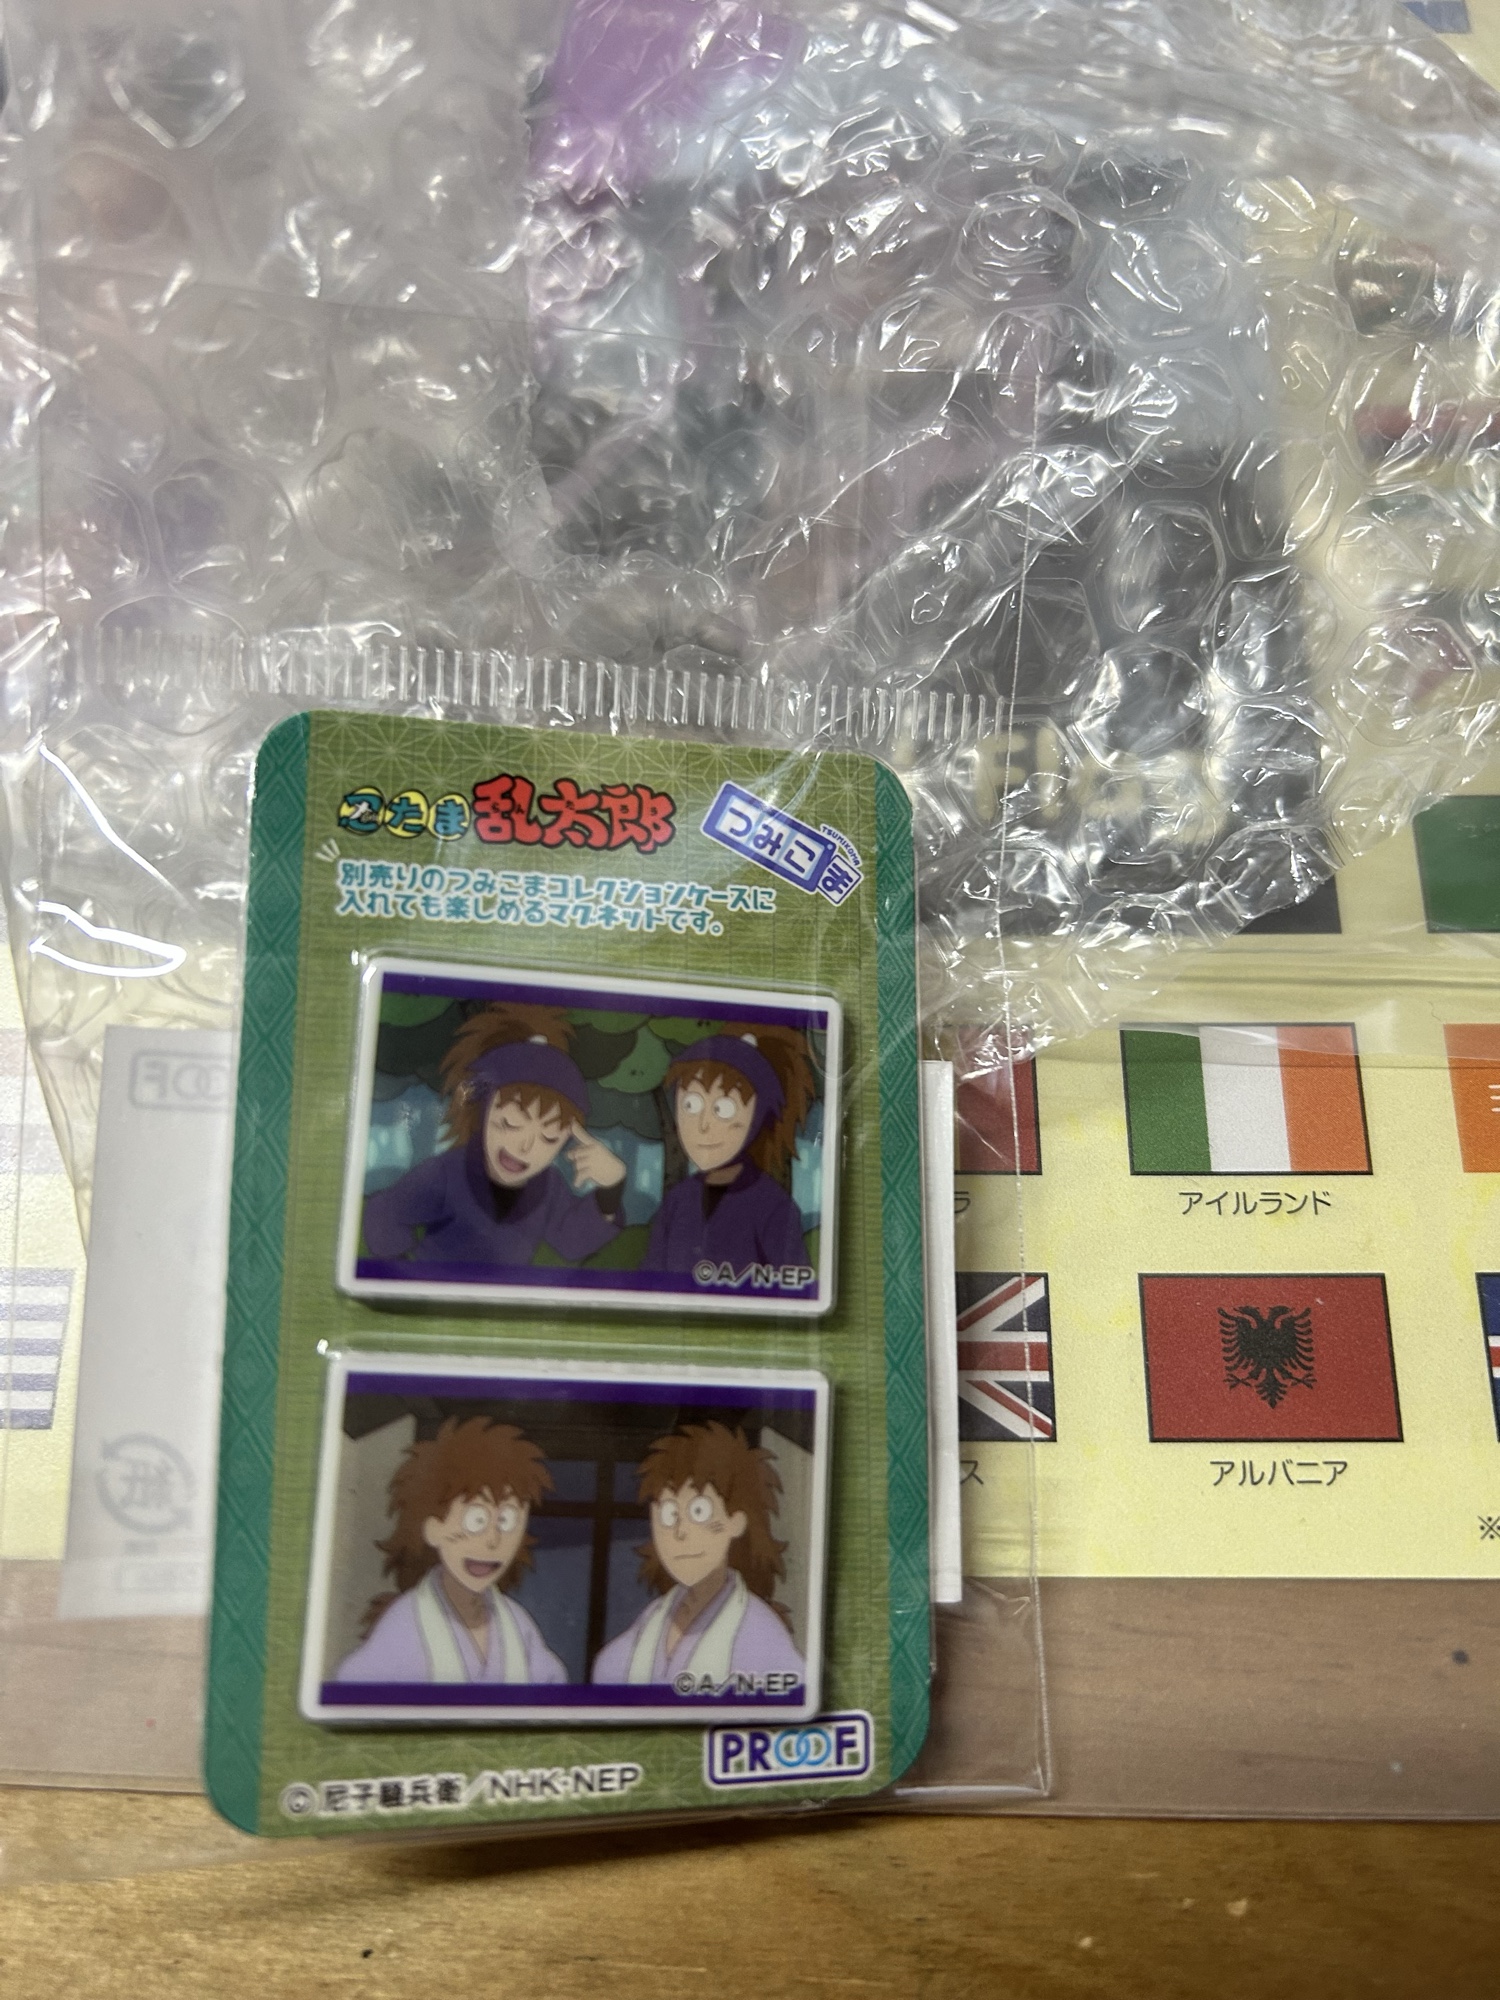 忍たま乱太郎
つみこま
TSUMIKOMA
別売りのつみこまコレクションケースに
入れても楽しめるマグネットです。
©A/N·EP
©A/N·EP
PROOF
© 尼子騒兵衛/NHK·NEP
ラ
アイルランド
ス
アルバニア
※
紙